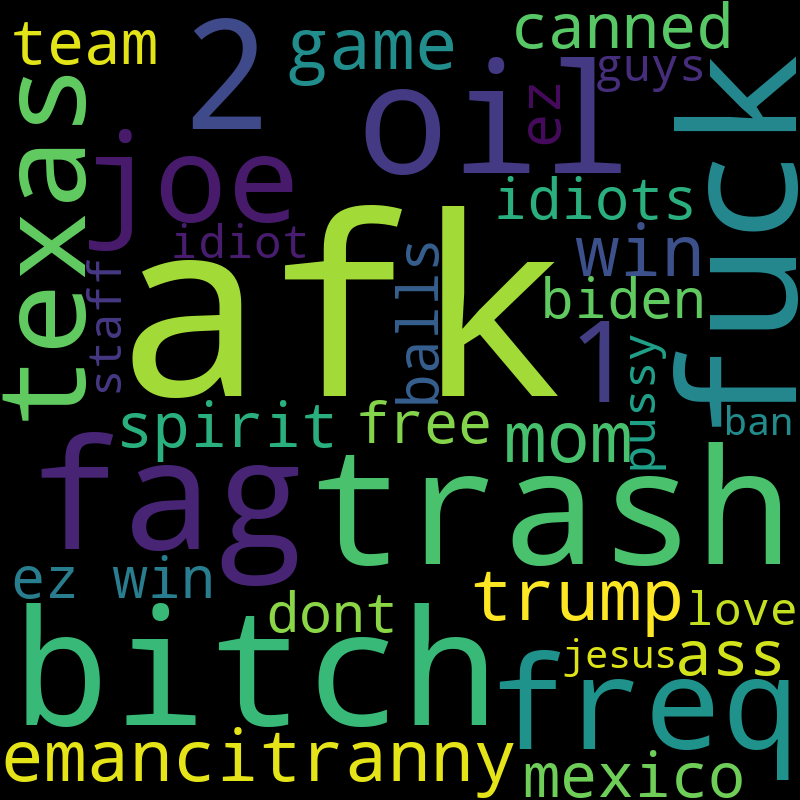 team
2
game
canned
guys
oil
ez
fuck
texas
joe
idiots
idiot
win
afk
balls
staff
biden
1
pussy
spirit
free
mom
ban
fag
trash
ez win
dont
trump
love
bitch
jesus
ass
freq
emancitranny
mexico